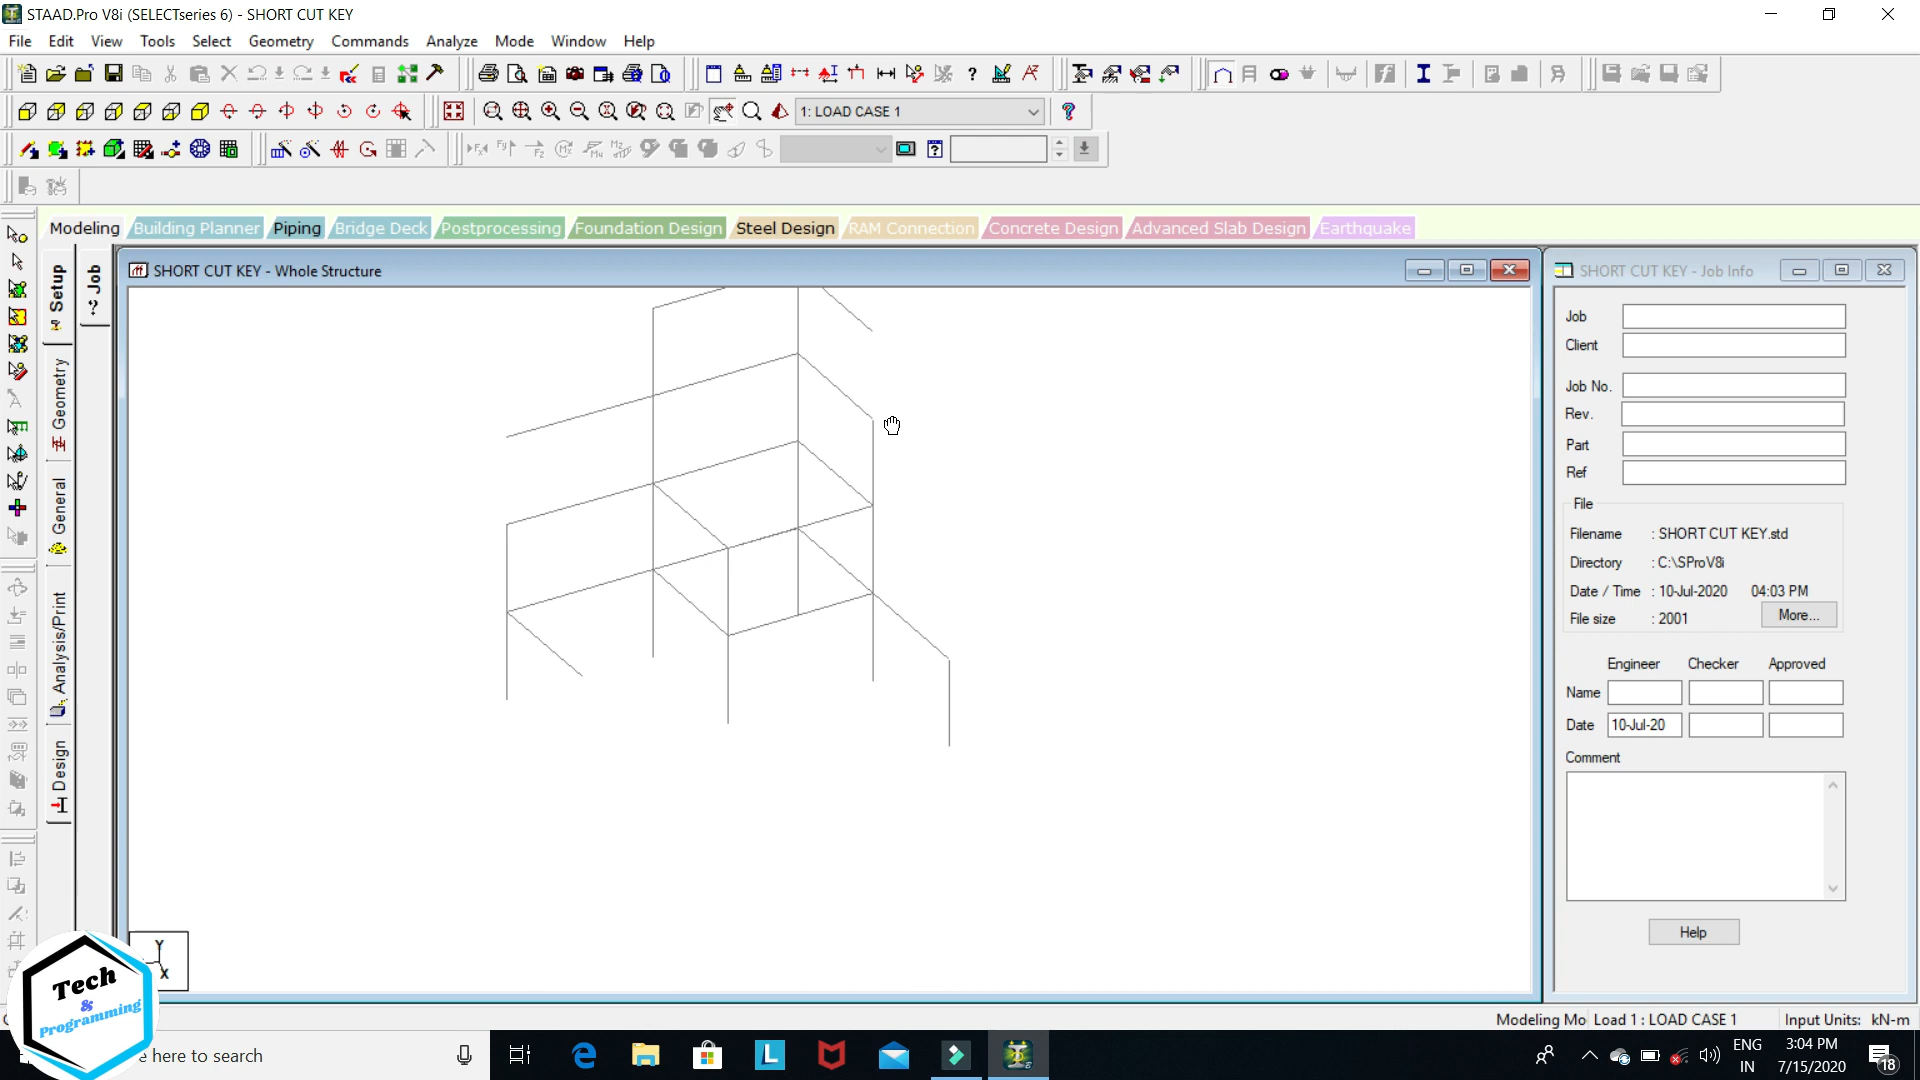 STAAD.Pro V8i (SELECTseries 6) - SHORT CUT KEY
File Edit View Tools Select Geometry Commands Analyze Mode Window Help
1: LOAD CASE 1
Modeling Building Planner Piping Bridge Deck Postprocessing Foundation Design Steel Design RAM Connection Concrete Design Advanced Slab Design Earthquake
Setup
Geometry
General
Analysis/Print
Design
Job
SHORT CUT KEY - Whole Structure
Y
X
SHORT CUT KEY - Job Info
Job
Client
Job No.
Rev.
Part
Ref
File
Filename : SHORT CUT KEY.std
Directory : C:\SProV8i
Date / Time : 10-Jul-2020 04:03 PM
File size : 2001 More...
Engineer Checker Approved
Name
Date 10-Jul-20
Comment
Help
Modeling Mo Load 1 : LOAD CASE 1 Input Units: kN-m
Tech
&
Programming
e here to search
ENG
IN
3:04 PM
7/15/2020
18